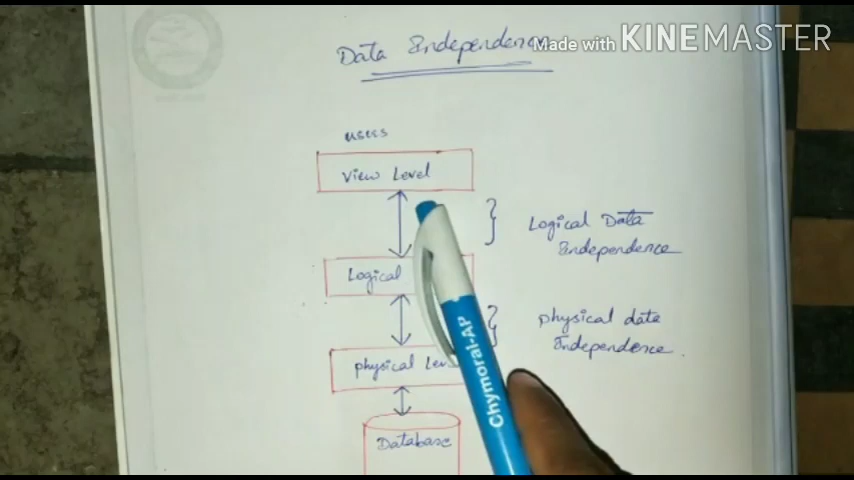 Made with KINEMASTER
Data Independence
users
View Level
Logical Data
Independence
Logical
physical data
Independence.
physical Lev
Chymoral-AP
Database